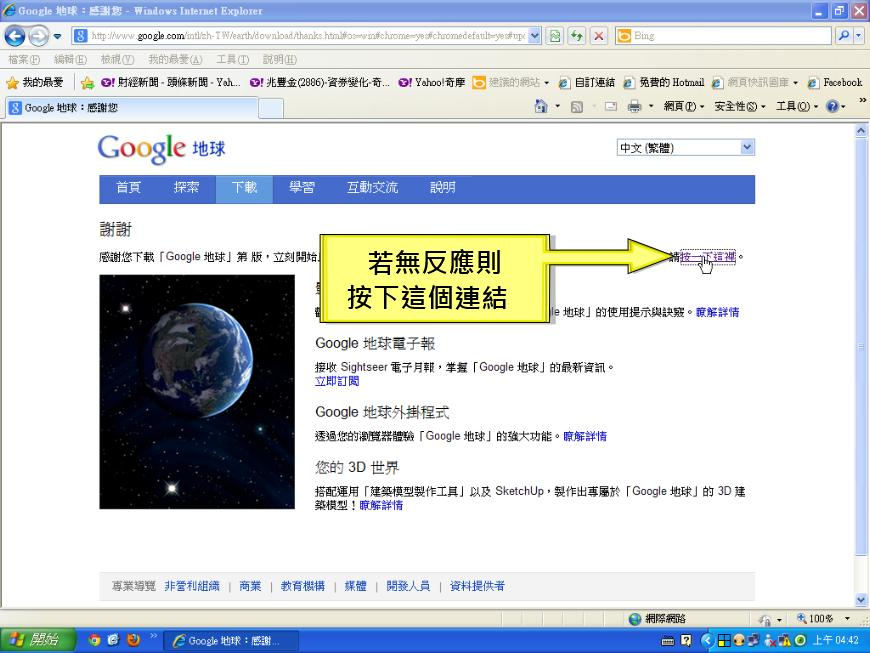 Google 地球：感謝您 - Windows Internet Explorer
http://www.google.com/intl/zh-TW/earth/download/thanks.html#os=win#chrome=yes#chromedefault=yes#upd
Bing
檔案(F) 編輯(E) 檢視(V) 我的最愛(A) 工具(T) 說明(H)
我的最愛 財經新聞 - 頭條新聞 - Yah... 兆豐金(2886)-資券變化-奇... Yahoo!奇摩 建議的網站 自訂連結 免費的 Hotmail 網頁快訊圖庫 Facebook
Google 地球：感謝您
網頁(P) 安全性(S) 工具(O)
Google 地球
中文 (繁體)
首頁 探索 下載 學習 互動交流 說明
謝謝
感謝您下載「Google 地球」第 版，立刻開始 請按一下這裡。
若無反應則
按下這個連結
地球」的使用提示與訣竅。瞭解詳情
Google 地球電子報
接收 Sightseer 電子月報，掌握「Google 地球」的最新資訊。
立即訂閱
Google 地球外掛程式
透過您的瀏覽器體驗「Google 地球」的強大功能。瞭解詳情
您的 3D 世界
搭配運用「建築模型製作工具」以及 SketchUp，製作出專屬於「Google 地球」的 3D 建
築模型！瞭解詳情
專業導覽 非營利組織 | 商業 | 教育機構 | 媒體 | 開發人員 | 資料提供者
網際網路 100%
開始 Google 地球：感謝... 上午 04:42